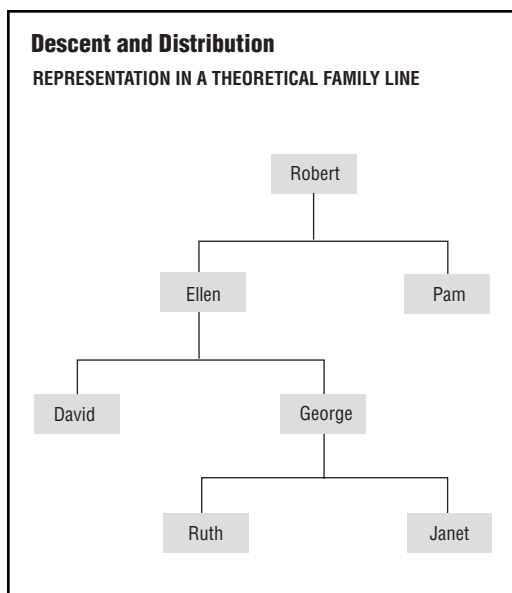 Descent and Distribution
REPRESENTATION IN A THEORETICAL FAMILY LINE
Robert
Ellen
Pam
David
George
Ruth
Janet